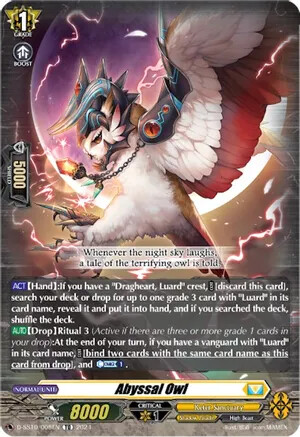 1
GRADE
BOOST
5000
SHIELD
Whenever the night sky laughs,
a tale of the terrifying owl is told.
ACT [Hand]:If you have a "Dragheart, Luard" crest, [discard this card],
search your deck or drop for up to one grade 3 card with "Luard" in its
card name, reveal it and put it into hand, and if you searched the deck,
shuffle the deck.
AUTO [Drop]Ritual 3 (Active if there are three or more grade 1 cards in
your drop):At the end of your turn, if you have a vanguard with "Luard"
in its card name, [bind two cards with the same card name as this
card from drop], and 1.
NORMAL UNIT
Abyssal Owl
POWER
8000
CRITICAL
1
High Beast